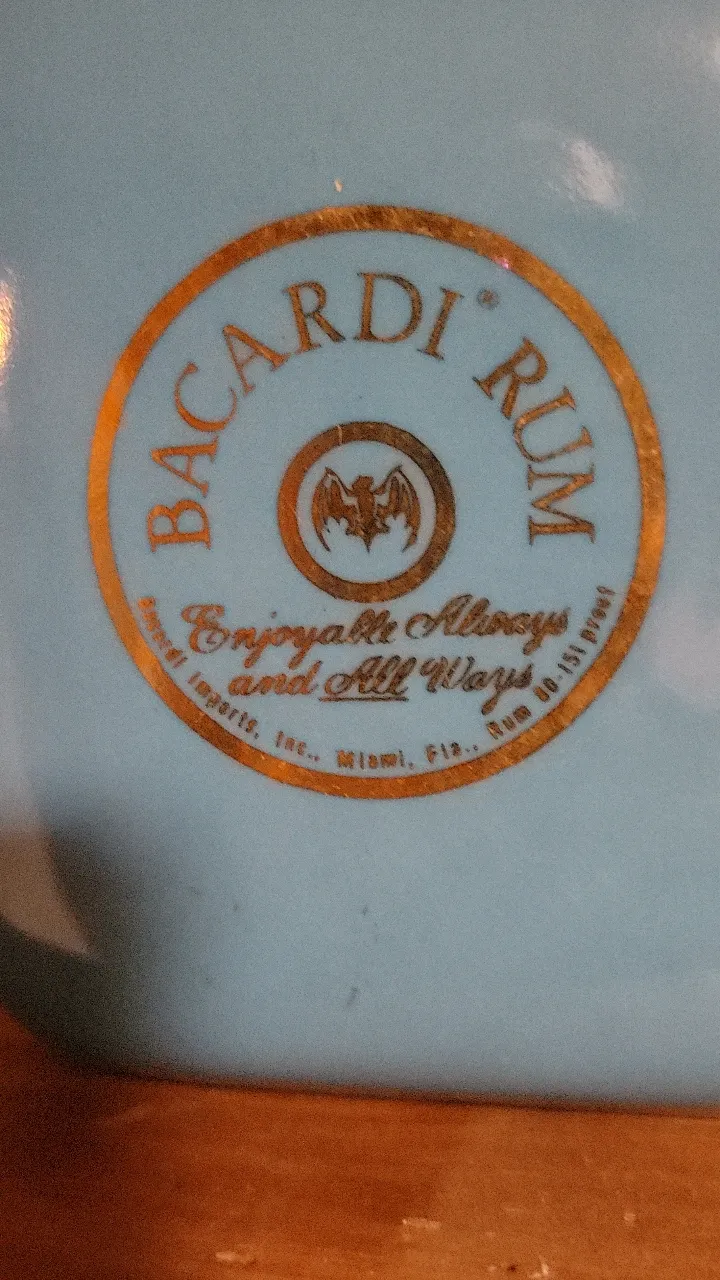 BACARDI® RUM
Enjoyable Always
and All Ways
Bacardi Imports, Inc., Miami, Fla., Rum 80-151 proof